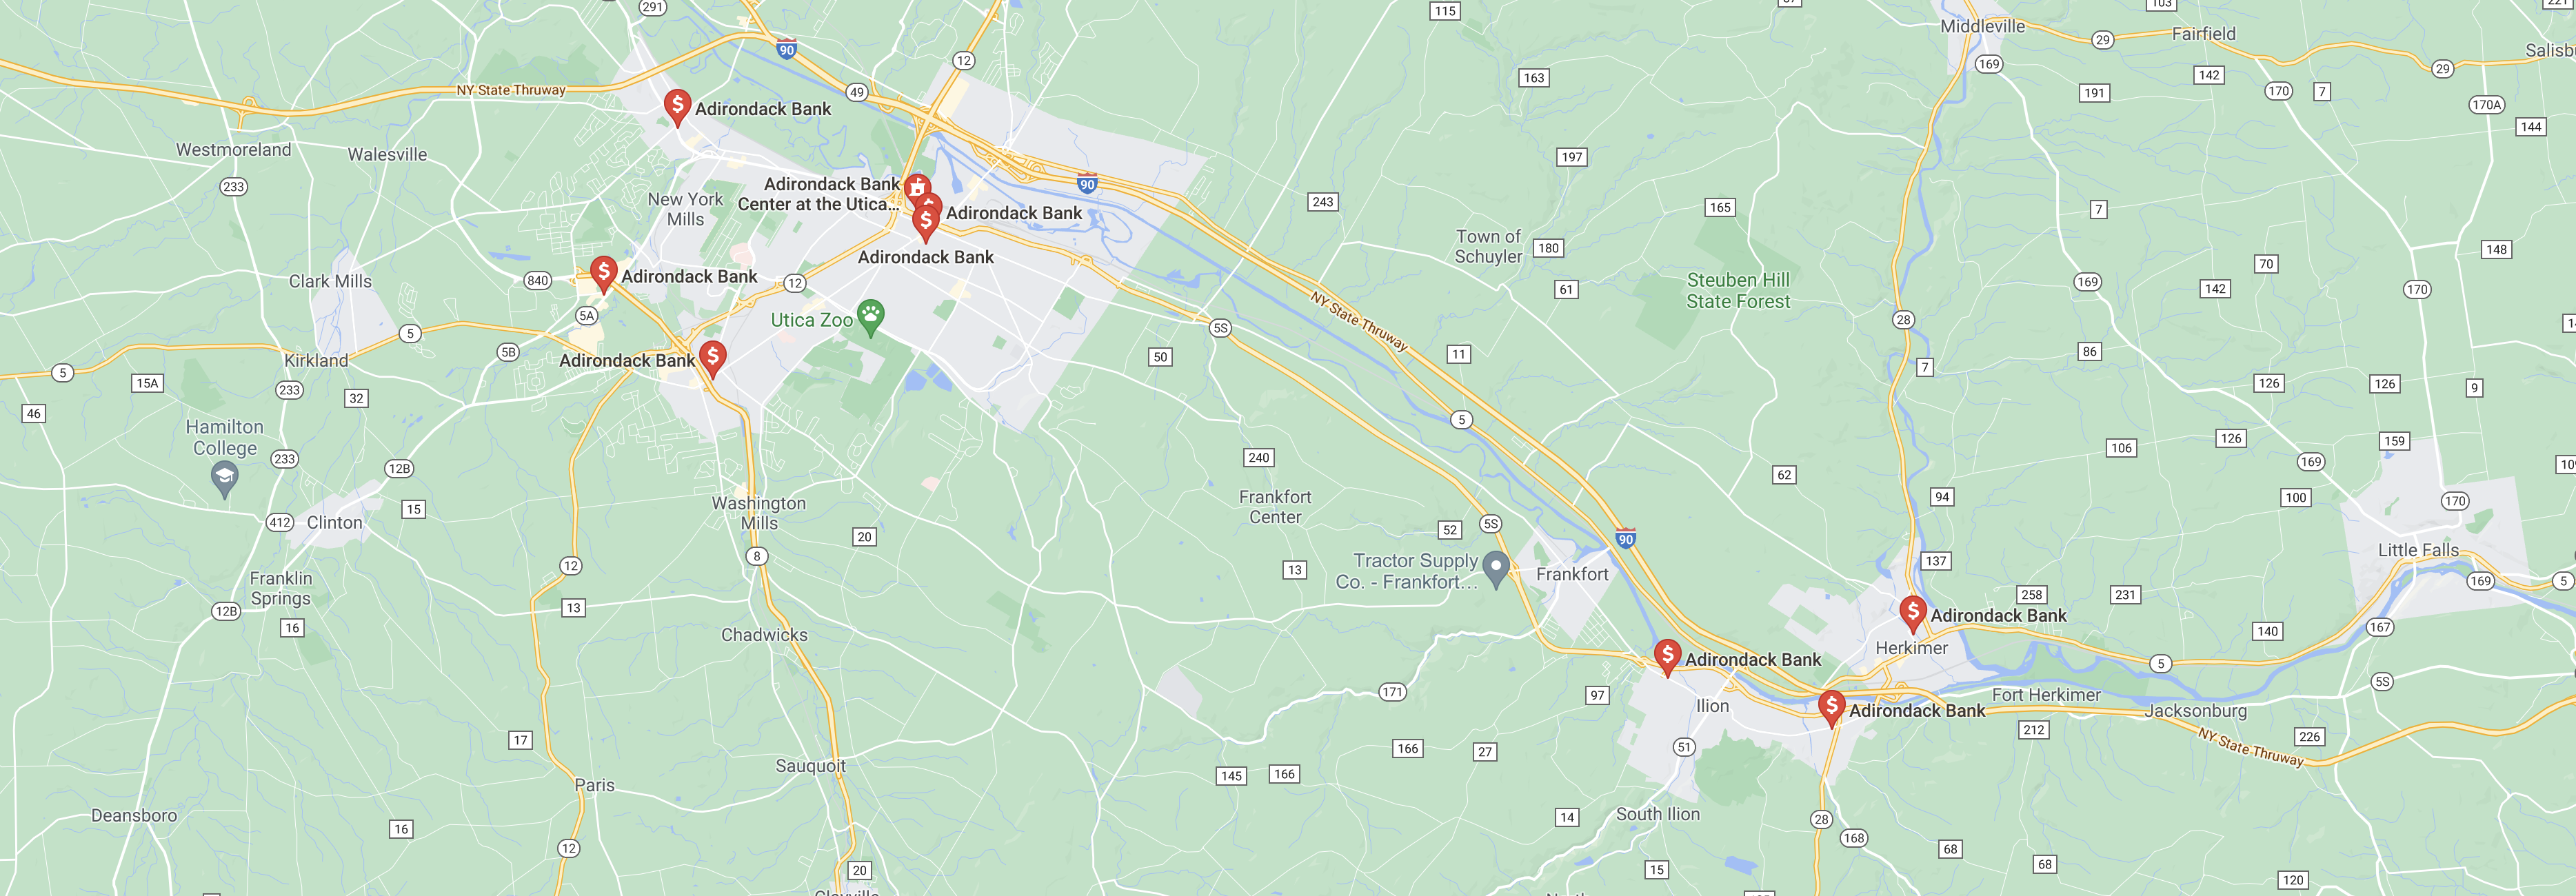 291
115
103
221
Middleville
90
12
29
Fairfield
Salisb
NY State Thruway
49
163
169
142
29
191
170
7
170A
Adirondack Bank
144
Westmoreland
Walesville
197
233
90
Adirondack Bank
Center at the Utica...
New York
Mills
243
165
7
Adirondack Bank
Town of
Schuyler
180
148
Adirondack Bank
70
Clark Mills
840
Adirondack Bank
12
61
Steuben Hill
State Forest
169
142
170
NY State Thruway
5A
Utica Zoo
5S
28
5
5B
50
11
86
Kirkland
Adirondack Bank
7
5
15A
233
32
126
126
9
46
5
Hamilton
College
159
126
106
233
12B
240
62
169
109
Washington
Mills
15
Frankfort
Center
94
100
170
412
Clinton
20
52
5S
90
Little Falls
8
12
13
Tractor Supply
Co. - Frankfort...
Frankfort
137
Franklin
Springs
169
5
12B
13
258
231
16
Chadwicks
Adirondack Bank
167
140
Herkimer
Adirondack Bank
5
5S
171
97
Fort Herkimer
Ilion
Adirondack Bank
Jacksonburg
17
212
226
NY State Thruway
51
166
27
Sauquoit
145
166
Paris
Deansboro
14
South Ilion
28
16
168
12
68
68
20
15
120